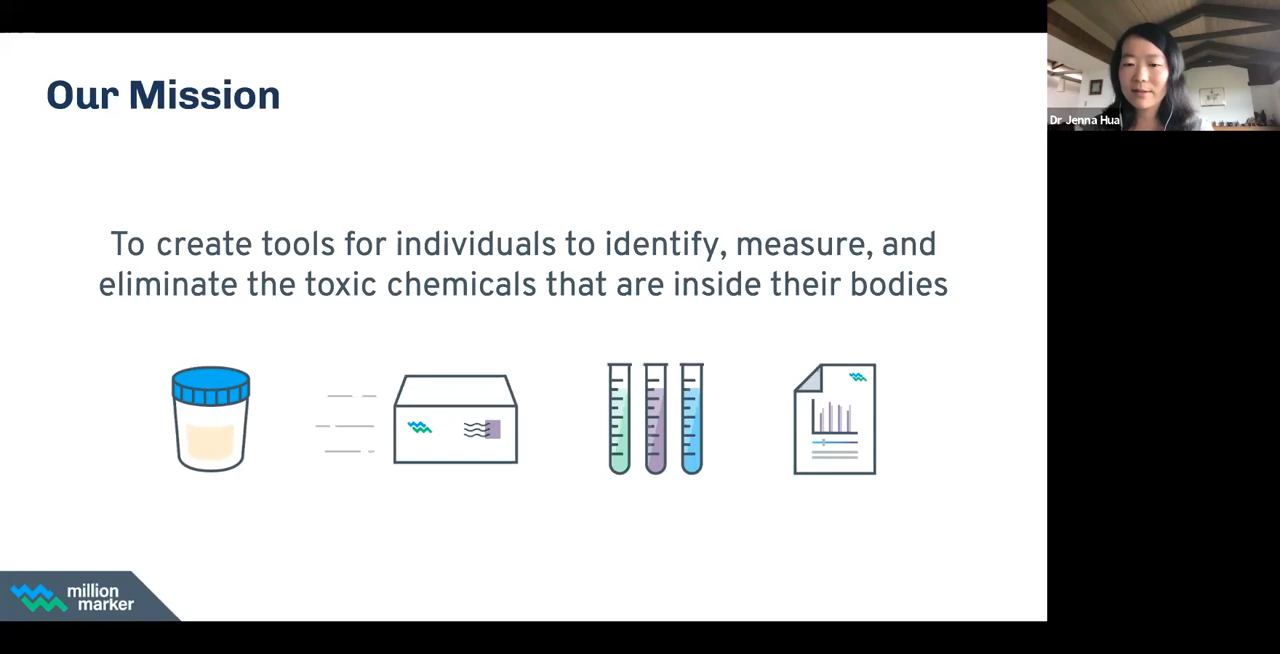 Our Mission
To create tools for individuals to identify, measure, and
eliminate the toxic chemicals that are inside their bodies
million
marker
Dr Jenna Hua